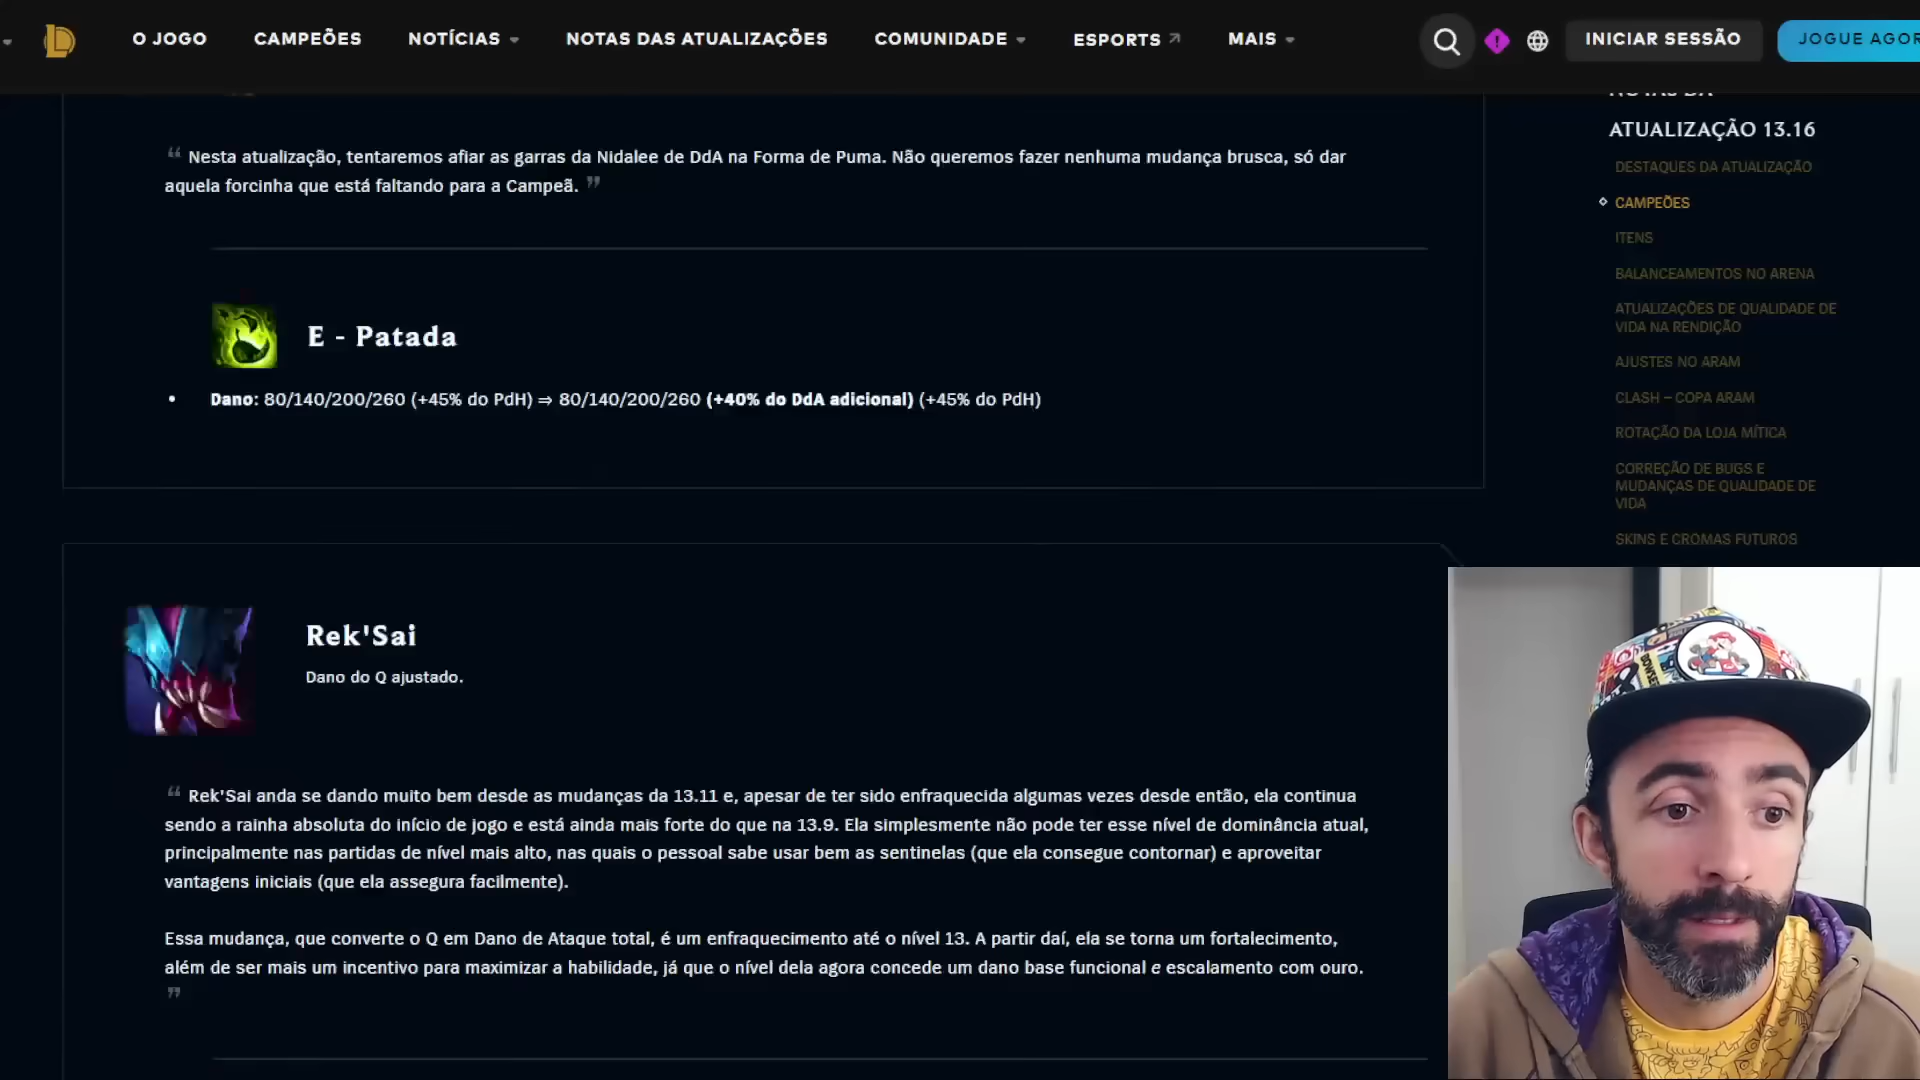 O JOGO
CAMPEÕES
NOTÍCIAS
NOTAS DAS ATUALIZAÇÕES
COMUNIDADE
ESPORTS
MAIS
INICIAR SESSÃO
JOGUE AGOR
NOTAS DA
ATUALIZAÇÃO 13.16
DESTAQUES DA ATUALIZAÇÃO
CAMPEÕES
ITENS
BALANCEAMENTOS NO ARENA
ATUALIZAÇÕES DE QUALIDADE DE
VIDA NA RENDIÇÃO
AJUSTES NO ARAM
CLASH – COPA ARAM
ROTAÇÃO DA LOJA MÍTICA
CORREÇÃO DE BUGS E
MUDANÇAS DE QUALIDADE DE
VIDA
SKINS E CROMAS FUTUROS
“ Nesta atualização, tentaremos afiar as garras da Nidalee de DdA na Forma de Puma. Não queremos fazer nenhuma mudança brusca, só dar
aquela forcinha que está faltando para a Campeã. ”
E - Patada
• Dano: 80/140/200/260 (+45% do PdH) ⇒ 80/140/200/260 (+40% do DdA adicional) (+45% do PdH)
Rek'Sai
Dano do Q ajustado.
“ Rek'Sai anda se dando muito bem desde as mudanças da 13.11 e, apesar de ter sido enfraquecida algumas vezes desde então, ela continua
sendo a rainha absoluta do início de jogo e está ainda mais forte do que na 13.9. Ela simplesmente não pode ter esse nível de dominância atual,
principalmente nas partidas de nível mais alto, nas quais o pessoal sabe usar bem as sentinelas (que ela consegue contornar) e aproveitar
vantagens iniciais (que ela assegura facilmente).
Essa mudança, que converte o Q em Dano de Ataque total, é um enfraquecimento até o nível 13. A partir daí, ela se torna um fortalecimento,
além de ser mais um incentivo para maximizar a habilidade, já que o nível dela agora concede um dano base funcional e escalamento com ouro.
”